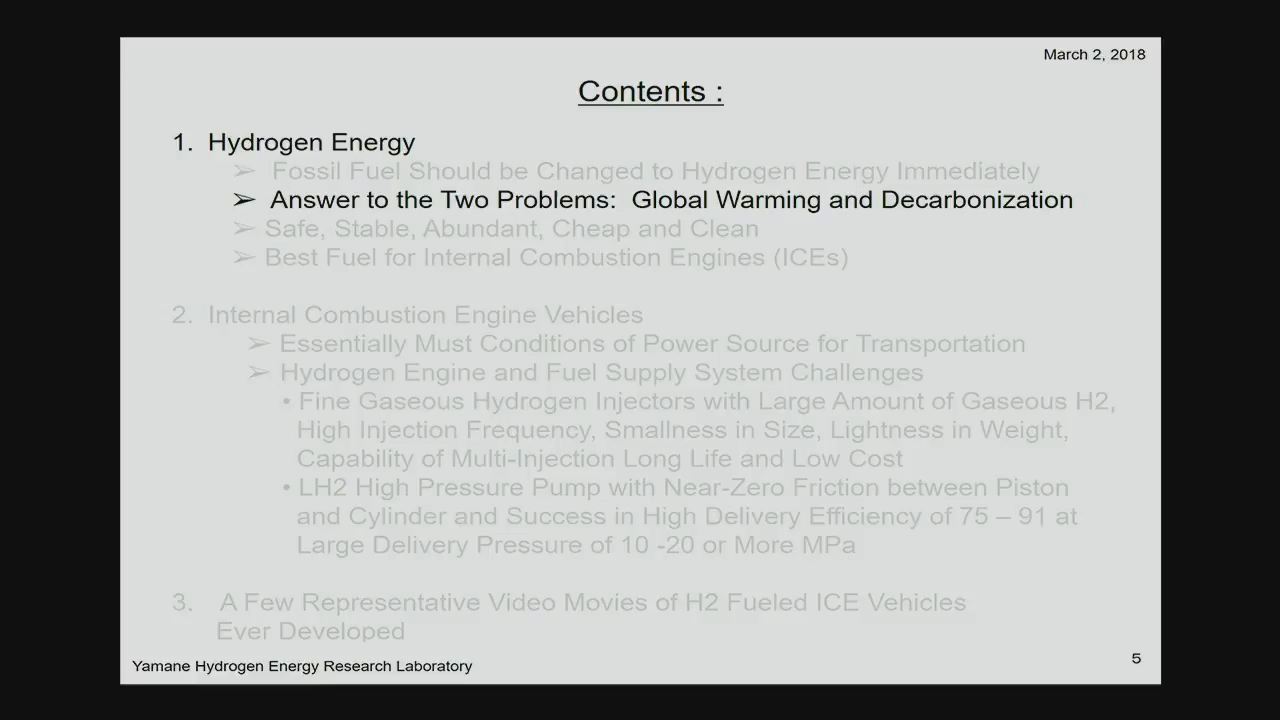 March 2, 2018
Contents :
1. Hydrogen Energy
➢ Fossil Fuel Should be Changed to Hydrogen Energy Immediately
➢ Answer to the Two Problems: Global Warming and Decarbonization
➢ Safe, Stable, Abundant, Cheap and Clean
➢ Best Fuel for Internal Combustion Engines (ICEs)
2. Internal Combustion Engine Vehicles
➢ Essentially Must Conditions of Power Source for Transportation
➢ Hydrogen Engine and Fuel Supply System Challenges
• Fine Gaseous Hydrogen Injectors with Large Amount of Gaseous H2,
High Injection Frequency, Smallness in Size, Lightness in Weight,
Capability of Multi-Injection Long Life and Low Cost
• LH2 High Pressure Pump with Near-Zero Friction between Piston
and Cylinder and Success in High Delivery Efficiency of 75 – 91 at
Large Delivery Pressure of 10 -20 or More MPa
3. A Few Representative Video Movies of H2 Fueled ICE Vehicles
Ever Developed
Yamane Hydrogen Energy Research Laboratory
5